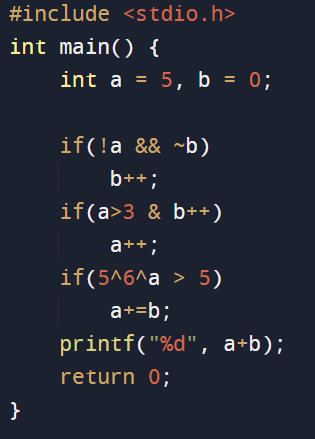 #include <stdio.h>
int main() {
    int a = 5, b = 0;

    if(!a && ~b)
        b++;
    if(a>3 & b++)
        a++;
    if(5^6^a > 5)
        a+=b;
    printf("%d", a+b);
    return 0;
}